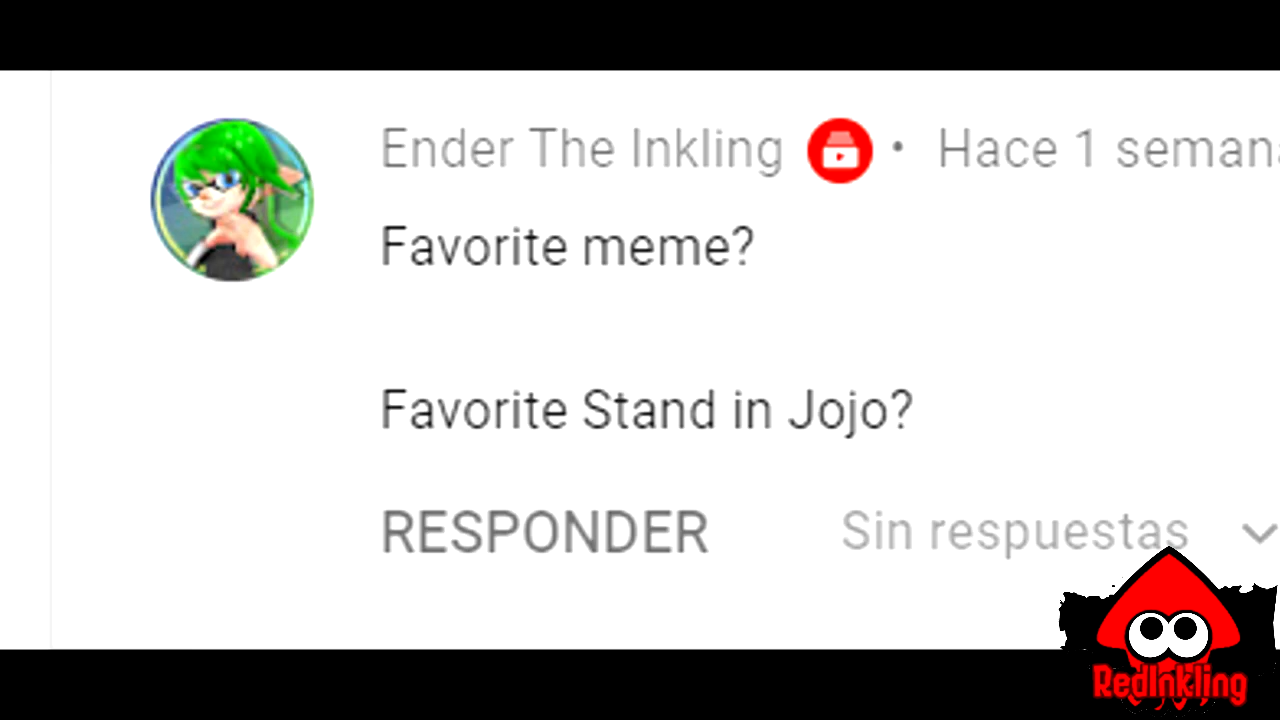 Ender The Inkling • Hace 1 semana
Favorite meme?
Favorite Stand in Jojo?
RESPONDER Sin respuestas
RedInkling